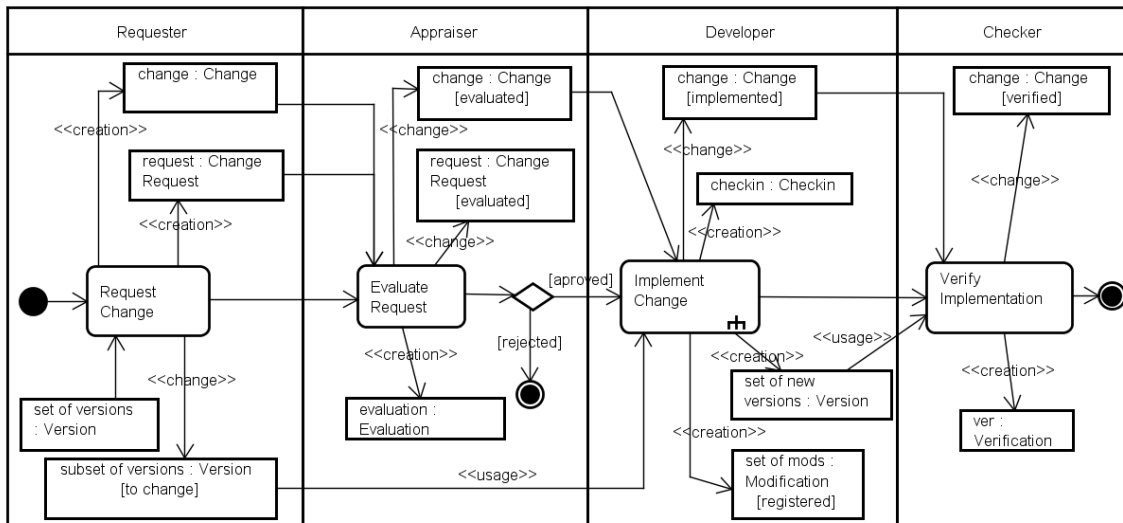 Requester
Appraiser
Developer
Checker
change : Change
<<creation>>
request : Change
Request
<<creation>>
Request
Change
<<change>>
set of versions
: Version
subset of versions : Version
[to change]
<<usage>>
change : Change
[evaluated]
<<change>>
request : Change
Request
[evaluated]
<<change>>
Evaluate
Request
[aproved]
[rejected]
<<creation>>
evaluation :
Evaluation
change : Change
[implemented]
<<change>>
checkin : Checkin
<<creation>>
Implement
Change
<<creation>>
<<usage>>
set of new
versions : Version
<<creation>>
set of mods :
Modification
[registered]
change : Change
[verified]
<<change>>
Verify
Implementation
<<creation>>
ver :
Verification